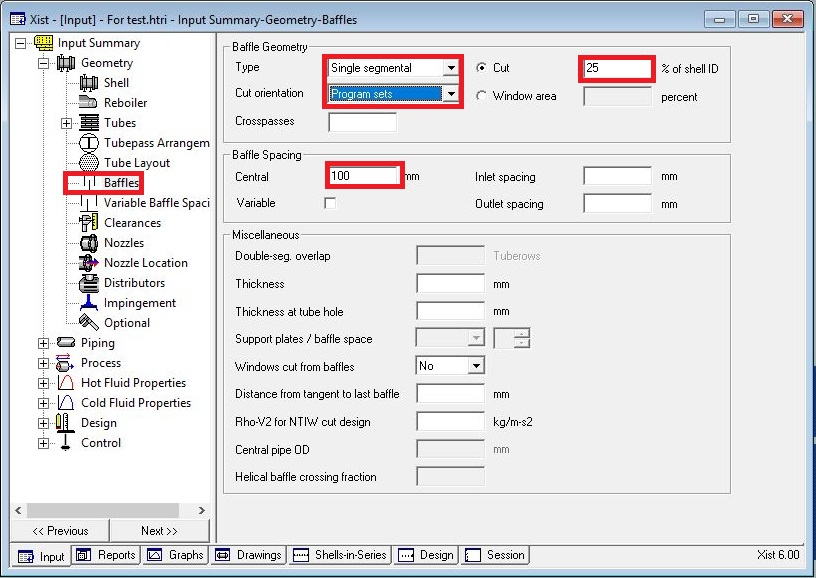 Xist - [Input] - For test.htri - Input Summary-Geometry-Baffles
Input Summary
Geometry
Shell
Reboiler
Tubes
Tubepass Arrangem
Tube Layout
Baffles
Variable Baffle Spaci
Clearances
Nozzles
Nozzle Location
Distributors
Impingement
Optional
Piping
Process
Hot Fluid Properties
Cold Fluid Properties
Design
Control
<< Previous Next >>
Baffle Geometry
Type Single segmental Cut 25 % of shell ID
Cut orientation Program sets Window area percent
Crosspasses
Baffle Spacing
Central 100 mm Inlet spacing mm
Variable Outlet spacing mm
Miscellaneous
Double-seg. overlap Tuberows
Thickness mm
Thickness at tube hole mm
Support plates / baffle space
Windows cut from baffles No
Distance from tangent to last baffle mm
Rho-V2 for NTIW cut design kg/m-s2
Central pipe OD mm
Helical baffle crossing fraction
Input Reports Graphs Drawings Shells-in-Series Design Session Xist 6.00